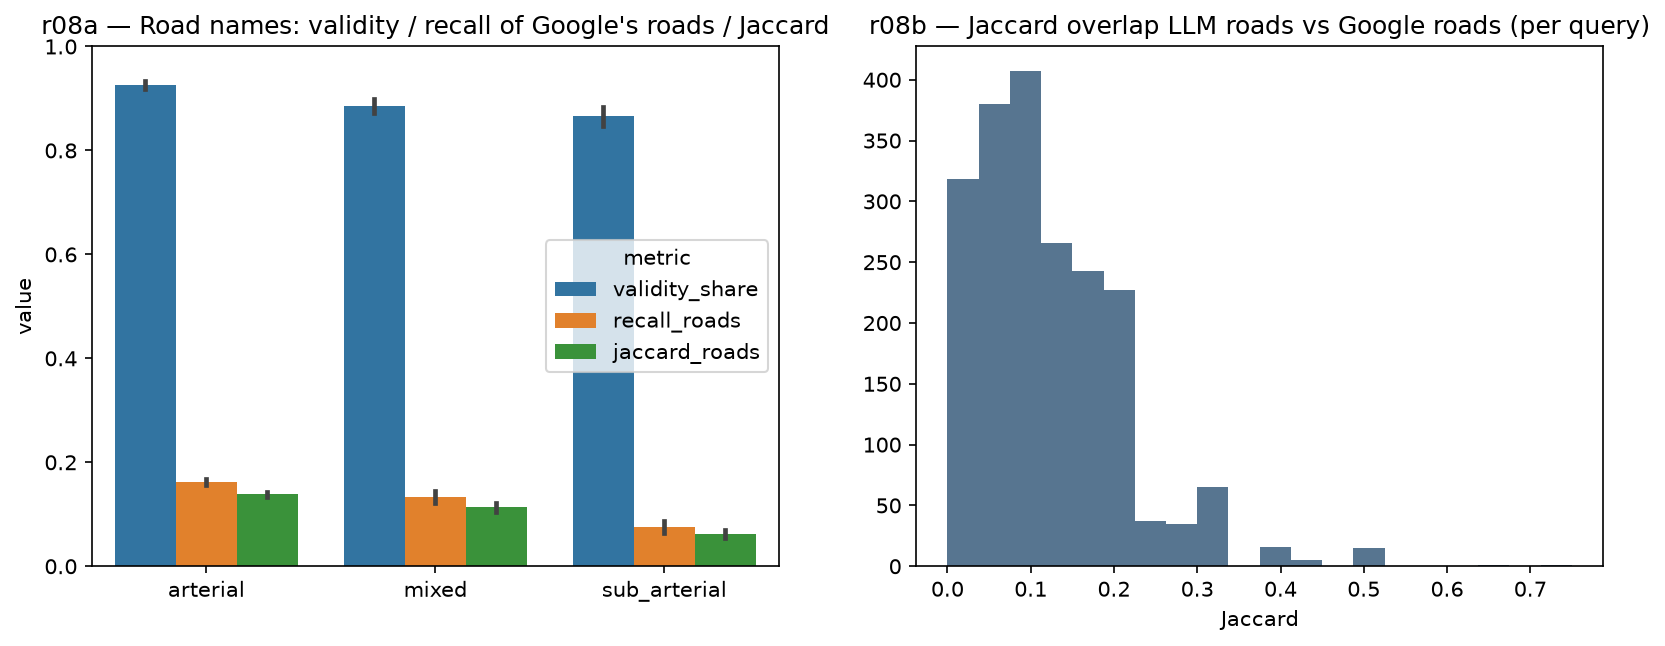 r08a — Road names: validity / recall of Google's roads / Jaccard
1.0
0.8
0.6
0.4
0.2
0.0
value
metric
validity_share
recall_roads
jaccard_roads
arterial
mixed
sub_arterial
r08b — Jaccard overlap LLM roads vs Google roads (per query)
400
350
300
250
200
150
100
50
0
0.0 0.1 0.2 0.3 0.4 0.5 0.6 0.7
Jaccard